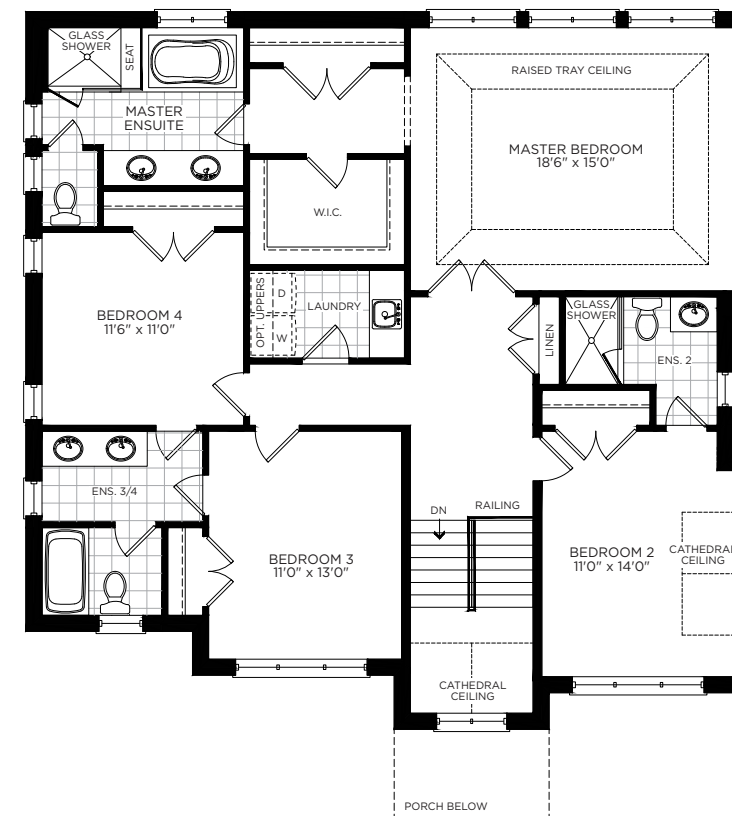 GLASS
SHOWER
SEAT
MASTER
ENSUITE
RAISED TRAY CEILING
MASTER BEDROOM
18'6" x 15'0"
W.I.C.
BEDROOM 4
11'6" x 11'0"
OPT. UPPERS
D
W
LAUNDRY
LINEN
GLASS
SHOWER
ENS. 2
ENS. 3/4
DN
RAILING
BEDROOM 3
11'0" x 13'0"
BEDROOM 2
11'0" x 14'0"
CATHEDRAL
CEILING
CATHEDRAL
CEILING
PORCH BELOW